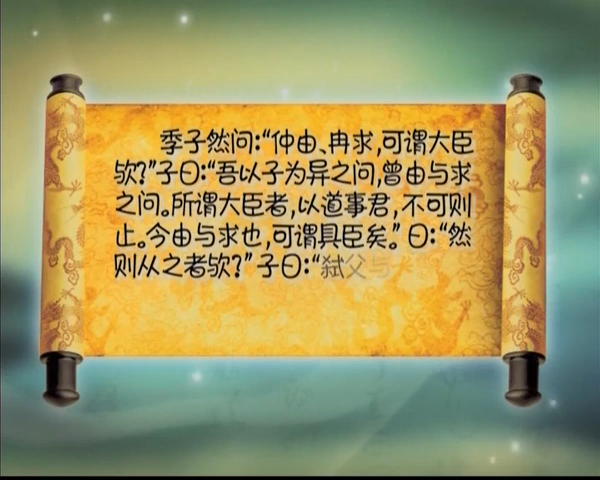 季子然问:“仲由、冉求,可谓大臣
欤?”子曰:“吾以子为异之问,曾由与求
之问。所谓大臣者,以道事君,不可则
止。今由与求也,可谓具臣矣。”曰:“然
则从之者欤?”子曰:“弑父与